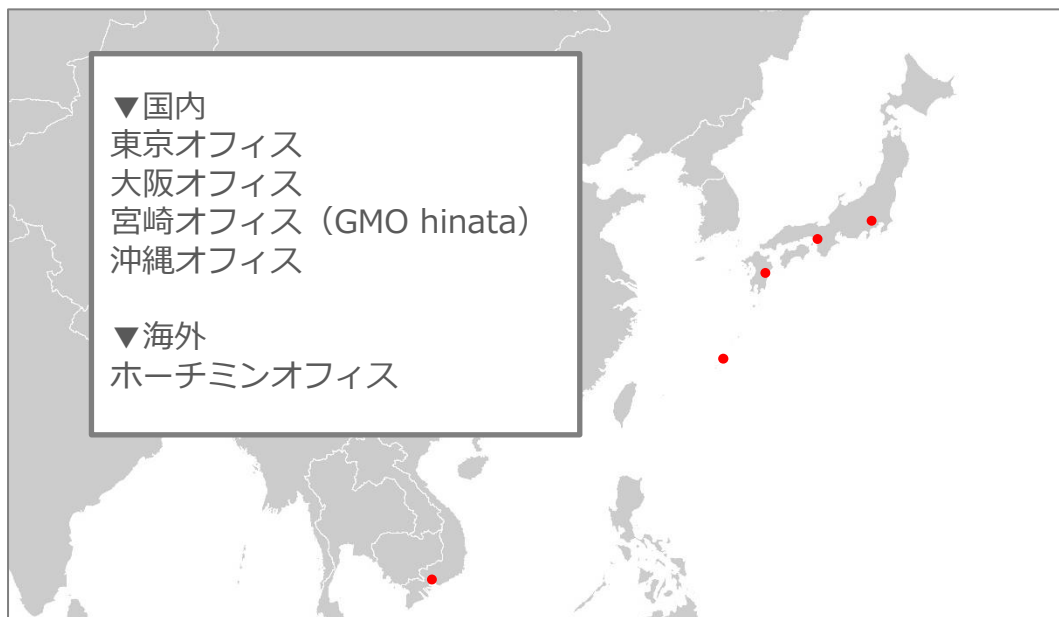 ▼国内
東京オフィス
大阪オフィス
宮崎オフィス（GMO hinata）
沖縄オフィス
▼海外
ホーチミンオフィス